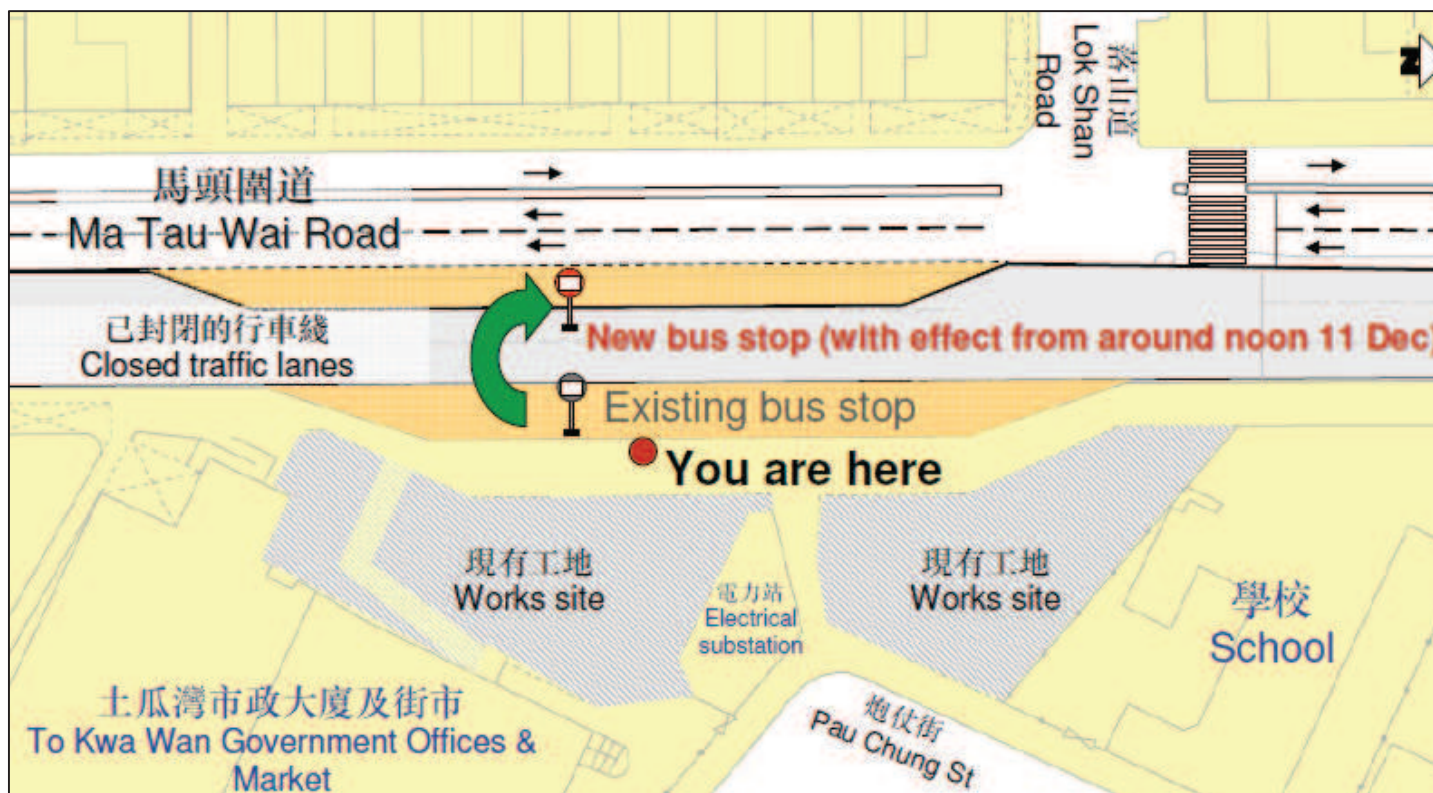 落山道
Lok Shan
Road
N
馬頭圍道
Ma Tau Wai Road
已封閉的行車綫
Closed traffic lanes
New bus stop (with effect from around noon 11 Dec)
Existing bus stop
You are here
現有工地
Works site
電力站
Electrical
substation
現有工地
Works site
學校
School
土瓜灣市政大廈及街市
To Kwa Wan Government Offices &
Market
炮仗街
Pau Chung St